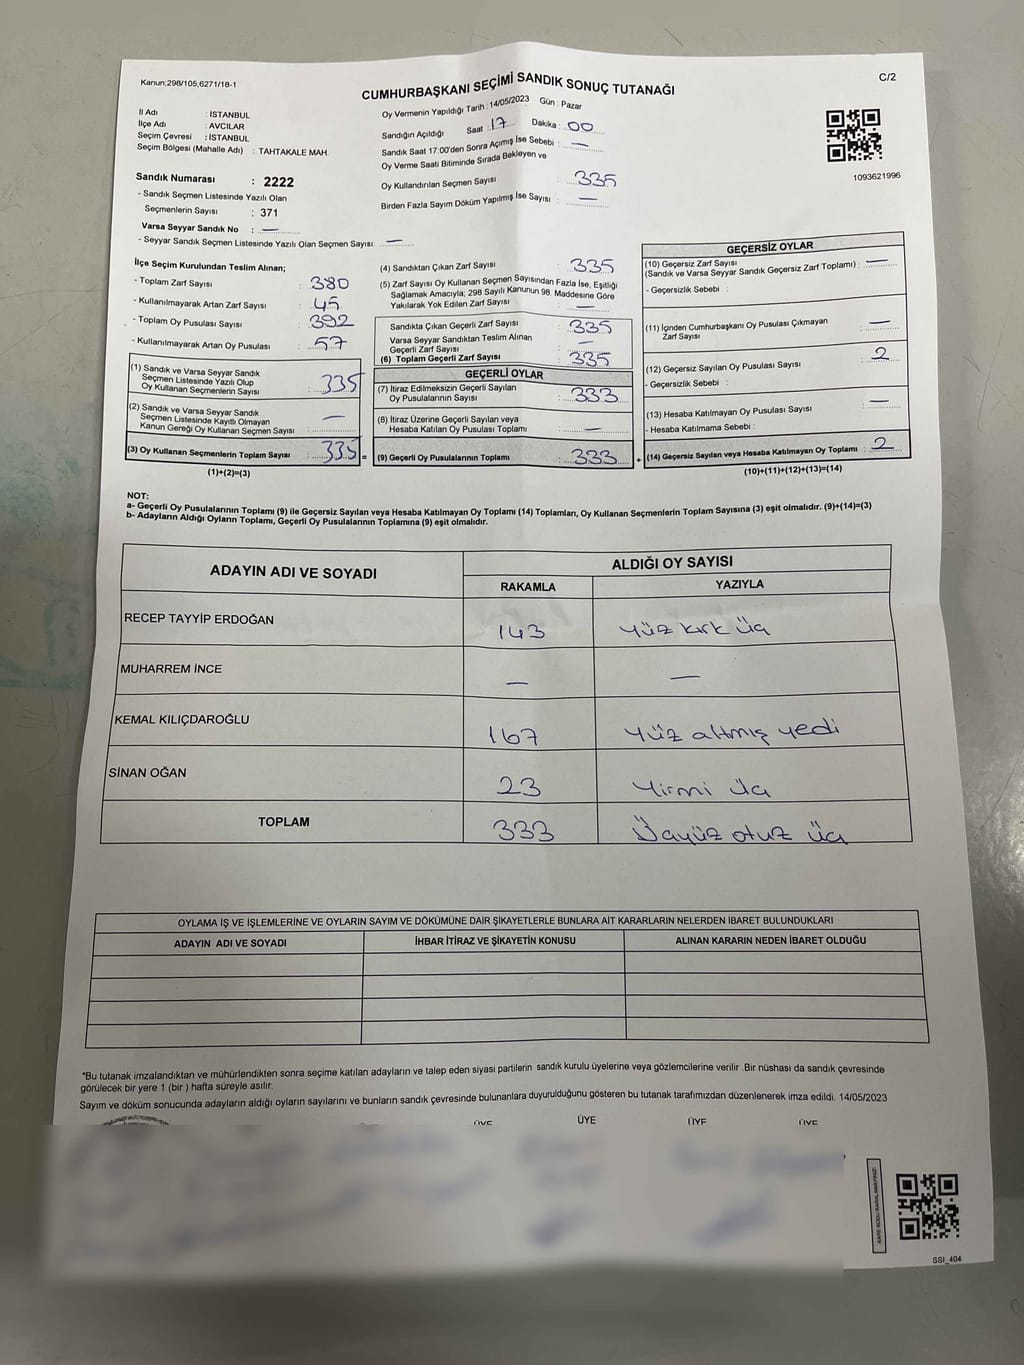 Kanun;298/105,6271/18-1
C/2
CUMHURBAŞKANI SEÇİMİ SANDIK SONUÇ TUTANAĞI
İl Adı : İSTANBUL
İlçe Adı : AVCILAR
Seçim Çevresi : İSTANBUL
Seçim Bölgesi (Mahalle Adı) : TAHTAKALE MAH.
Oy Vermenin Yapıldığı Tarih : 14/05/2023 Gün : Pazar
Sandığın Açıldığı Saat : 17 Dakika : 00
Sandık Saat 17:00'den Sonra Açımış İse Sebebi : —
Oy Verme Saati Bitiminde Sırada Bekleyen ve
Oy Kullandırılan Seçmen Sayısı : 335
Birden Fazla Sayım Döküm Yapılmış İse Sayısı : —
1093621996
Sandık Numarası : 2222
- Sandık Seçmen Listesinde Yazılı Olan
Seçmenlerin Sayısı : 371
Varsa Seyyar Sandık No : —
- Seyyar Sandık Seçmen Listesinde Yazılı Olan Seçmen Sayısı: —
İlçe Seçim Kurulundan Teslim Alınan;
- Toplam Zarf Sayısı : 380
- Kullanılmayarak Artan Zarf Sayısı : 45
- Toplam Oy Pusulası Sayısı : 392
- Kullanılmayarak Artan Oy Pusulası : 57
(1) Sandık ve Varsa Seyyar Sandık
Seçmen Listesinde Yazılı Olup
Oy Kullanan Seçmenlerin Sayısı : 335
(2) Sandık ve Varsa Seyyar Sandık
Seçmen Listesinde Kayıtlı Olmayan
Kanun Gereği Oy Kullanan Seçmen Sayısı : —
(3) Oy Kullanan Seçmenlerin Toplam Sayısı : 335 =
(1)+(2)=(3)
(4) Sandıktan Çıkan Zarf Sayısı : 335
(5) Zarf Sayısı Oy Kullanan Seçmen Sayısından Fazla İse, Eşitliği
Sağlamak Amacıyla; 298 Sayılı Kanunun 98. Maddesine Göre
Yakılarak Yok Edilen Zarf Sayısı : —
Sandıkta Çıkan Geçerli Zarf Sayısı : 335
Varsa Seyyar Sandıktan Teslim Alınan
Geçerli Zarf Sayısı : —
(6) Toplam Geçerli Zarf Sayısı : 335
GEÇERLİ OYLAR
(7) İtiraz Edilmeksizin Geçerli Sayılan
Oy Pusulalarının Sayısı : 333
(8) İtiraz Üzerine Geçerli Sayılan veya
Hesaba Katılan Oy Pusulası Toplamı : —
(9) Geçerli Oy Pusulalarının Toplamı : 333 +
GEÇERSİZ OYLAR
(10) Geçersiz Zarf Sayısı
(Sandık ve Varsa Seyyar Sandık Geçersiz Zarf Toplamı) : —
- Geçersizlik Sebebi :
(11) İçinden Cumhurbaşkanı Oy Pusulası Çıkmayan
Zarf Sayısı : —
(12) Geçersiz Sayılan Oy Pusulası Sayısı : 2
- Geçersizlik Sebebi :
(13) Hesaba Katılmayan Oy Pusulası Sayısı : —
- Hesaba Katılmama Sebebi :
(14) Geçersiz Sayılan veya Hesaba Katılmayan Oy Toplamı : 2
(10)+(11)+(12)+(13)=(14)
NOT:
a- Geçerli Oy Pusulalarının Toplamı (9) ile Geçersiz Sayılan veya Hesaba Katılmayan Oy Toplamı (14) Toplamları, Oy Kullanan Seçmenlerin Toplam Sayısına (3) eşit olmalıdır. (9)+(14)=(3)
b- Adayların Aldığı Oyların Toplamı, Geçerli Oy Pusulalarının Toplamına (9) eşit olmalıdır.
ADAYIN ADI VE SOYADI
ALDIĞI OY SAYISI
RAKAMLA YAZIYLA
RECEP TAYYİP ERDOĞAN 143 Yüz kırk üç
MUHARREM İNCE — —
KEMAL KILIÇDAROĞLU 167 Yüz altmış yedi
SİNAN OĞAN 23 Yirmi üç
TOPLAM 333 Üçyüz otuz üç
OYLAMA İŞ VE İŞLEMLERİNE VE OYLARIN SAYIM VE DÖKÜMÜNE DAİR ŞİKAYETLERLE BUNLARA AİT KARARLARIN NELERDEN İBARET BULUNDUKLARI
ADAYIN ADI VE SOYADI İHBAR İTİRAZ VE ŞİKAYETİN KONUSU ALINAN KARARIN NEDEN İBARET OLDUĞU
*Bu tutanak imzalandıktan ve mühürlendikten sonra seçime katılan adayların ve talep eden siyasi partilerin sandık kurulu üyelerine veya gözlemcilerine verilir .Bir nüshası da sandık çevresinde
görülecek bir yere 1 (bir ) hafta süreyle asılır.
Sayım ve döküm sonucunda adayların aldığı oyların sayılarını ve bunların sandık çevresinde bulunanlara duyurulduğunu gösteren bu tutanak tarafımızdan düzenlenerek imza edildi. 14/05/2023
ÜYE ÜYE ÜYE ÜYE
KARE KODU KARALAMAYINIZ!
SSI_404